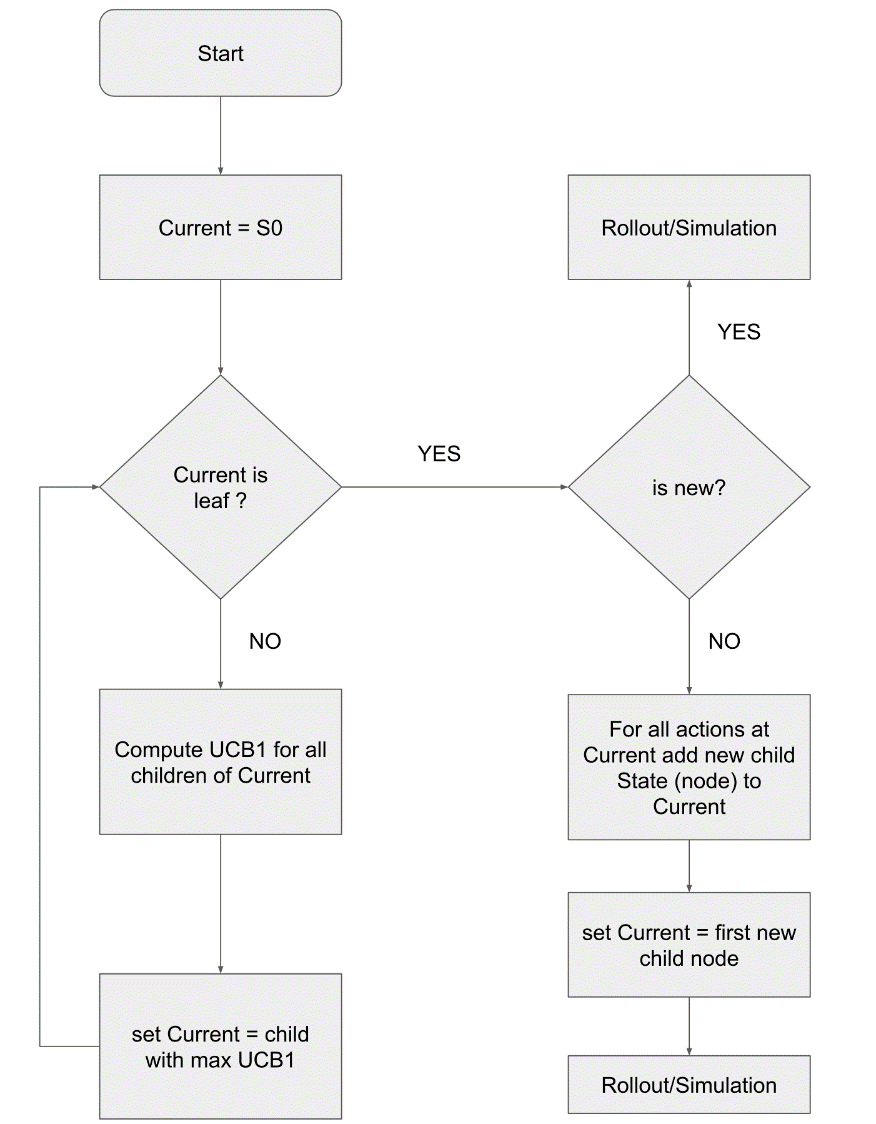 Start
Current = S0
Rollout/Simulation
YES
Current is
leaf ?
YES
is new?
NO
NO
Compute UCB1 for all
children of Current
For all actions at
Current add new child
State (node) to
Current
set Current = first new
child node
set Current = child
with max UCB1
Rollout/Simulation